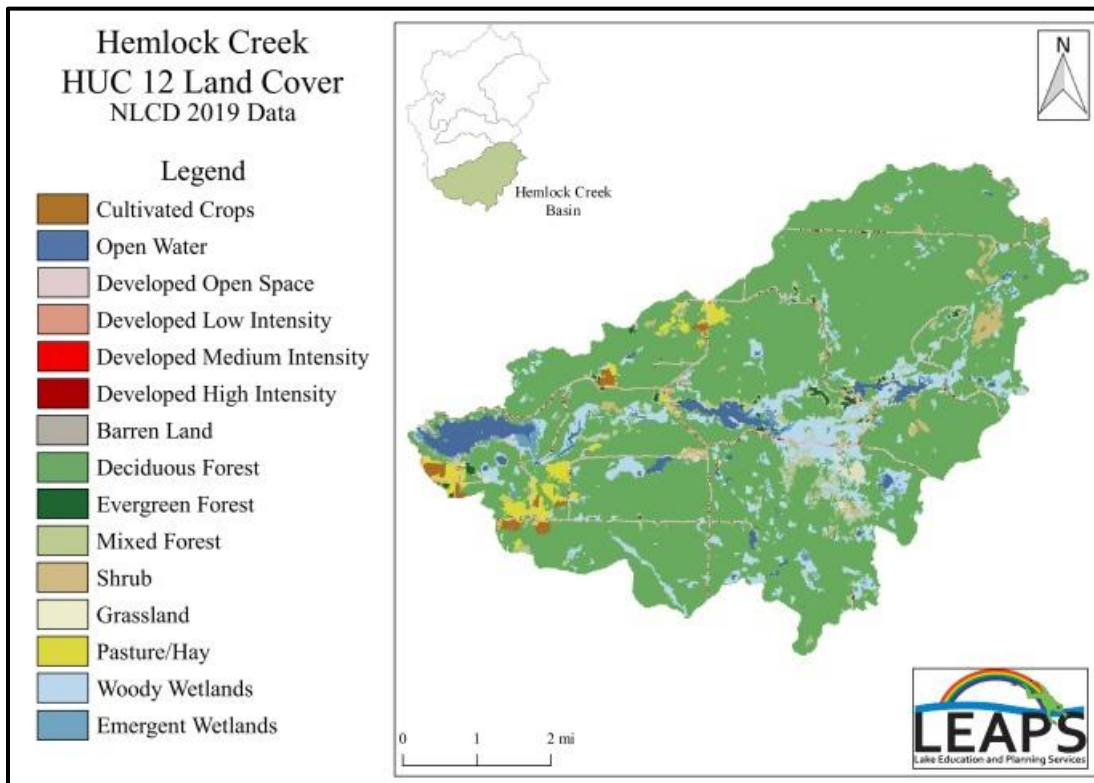 Hemlock Creek
HUC 12 Land Cover
NLCD 2019 Data
Legend
Cultivated Crops
Open Water
Developed Open Space
Developed Low Intensity
Developed Medium Intensity
Developed High Intensity
Barren Land
Deciduous Forest
Evergreen Forest
Mixed Forest
Shrub
Grassland
Pasture/Hay
Woody Wetlands
Emergent Wetlands
Hemlock Creek
Basin
N
0 1 2 mi
LEAPS
Lake Education and Planning Services